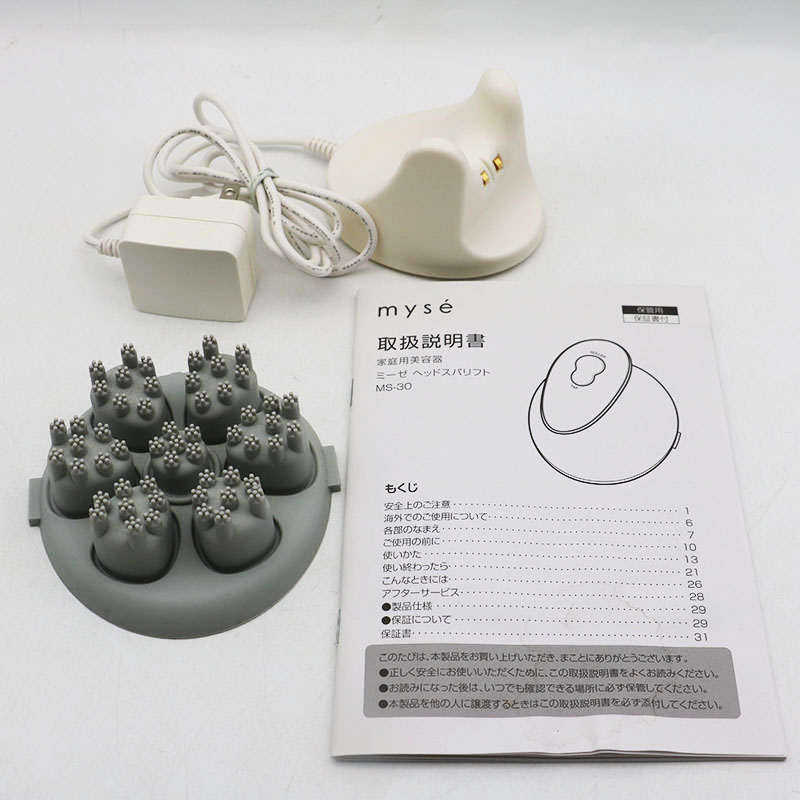 mysé
保管用
保証書付
取扱説明書
家庭用美容器
ミーゼ ヘッドスパリフト
MS-30
もくじ
安全上のご注意 1
海外でのご使用について 6
各部のなまえ 7
ご使用の前に 10
使いかた 13
使い終わったら 21
こんなときには 26
アフターサービス 28
●製品仕様 29
●保証について 29
保証書 31
このたびは、本製品をお買い上げいただき、まことにありがとうございます。
●正しく安全にお使いいただくために、この取扱説明書をよくお読みください。
●お読みになった後は、いつでも確認できる場所に必ず保管してください。
●本製品を他の人に譲渡するときはこの取扱説明書を必ず添付してください。